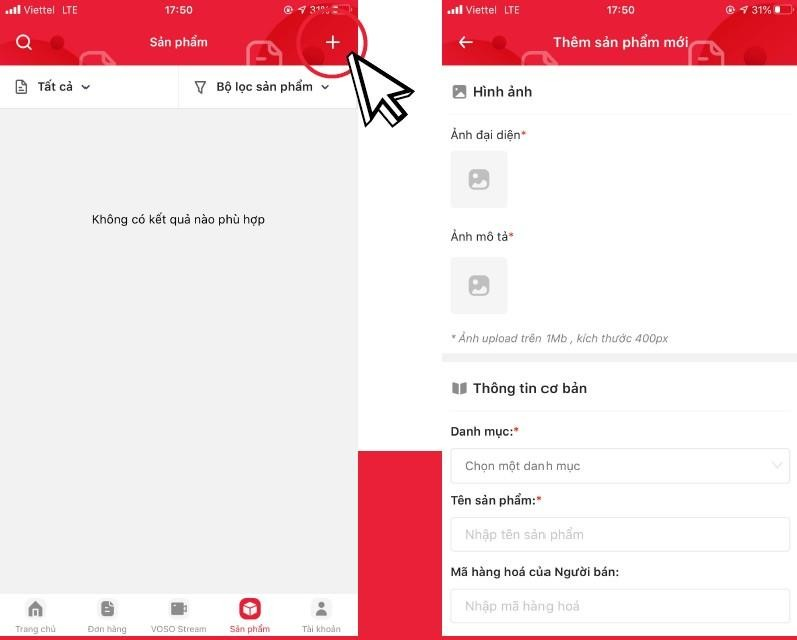 Viettel LTE 17:50 31%
Sản phẩm
Tất cả
Bộ lọc sản phẩm
Không có kết quả nào phù hợp
Trang chủ
Đơn hàng
VOSO Stream
Sản phẩm
Tài khoản
Viettel LTE 17:50 31%
Thêm sản phẩm mới
Hình ảnh
Ảnh đại diện*
Ảnh mô tả*
* Ảnh upload trên 1Mb , kích thước 400px
Thông tin cơ bản
Danh mục:*
Chọn một danh mục
Tên sản phẩm:*
Nhập tên sản phẩm
Mã hàng hoá của Người bán:
Nhập mã hàng hoá